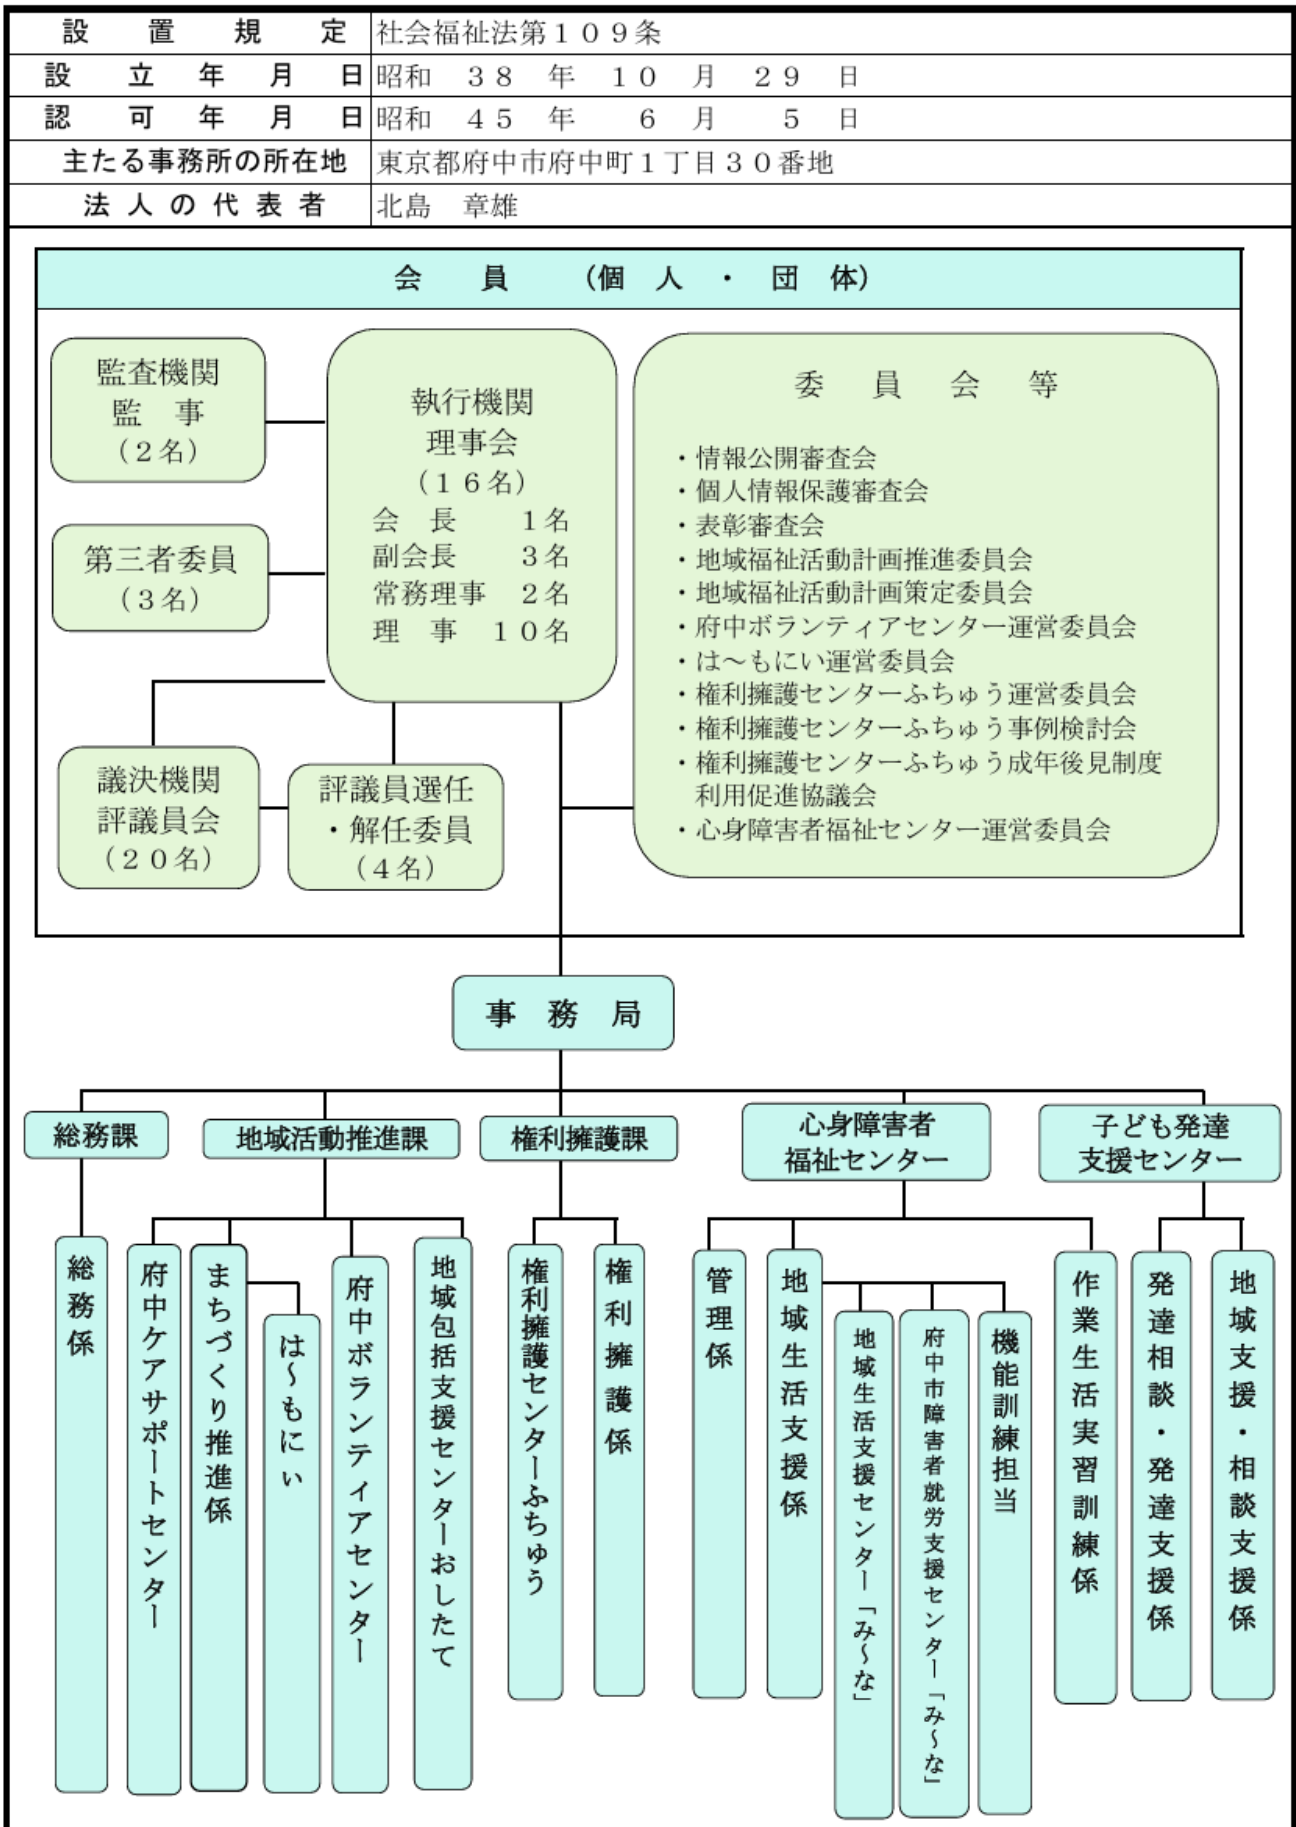 設置規定 社会福祉法第１０９条
設立年月日 昭和 ３８ 年 １０ 月 ２９ 日
認可年月日 昭和 ４５ 年 ６ 月 ５ 日
主たる事務所の所在地 東京都府中市府中町１丁目３０番地
法人の代表者 北島 章雄
会員（個人・団体）
監査機関
監 事
（２名）
第三者委員
（３名）
執行機関
理事会
（１６名）
会 長 １名
副会長 ３名
常務理事 ２名
理 事 １０名
議決機関
評議員会
（２０名）
評議員選任
・解任委員
（４名）
委員会等
・情報公開審査会
・個人情報保護審査会
・表彰審査会
・地域福祉活動計画推進委員会
・地域福祉活動計画策定委員会
・府中ボランティアセンター運営委員会
・は～もにい運営委員会
・権利擁護センターふちゅう運営委員会
・権利擁護センターふちゅう事例検討会
・権利擁護センターふちゅう成年後見制度
利用促進協議会
・心身障害者福祉センター運営委員会
事務局
総務課
地域活動推進課
権利擁護課
心身障害者
福祉センター
子ども発達
支援センター
総務係
府中ケアサポートセンター
まちづくり推進係
は～もにぃ
府中ボランティアセンター
地域包括支援センターおしたて
権利擁護センターふちゅう
権利擁護係
管理係
地域生活支援係
地域生活支援センター「み～な」
府中市障害者就労支援センター「み～な」
機能訓練担当
作業生活実習訓練係
発達相談・発達支援係
地域支援・相談支援係